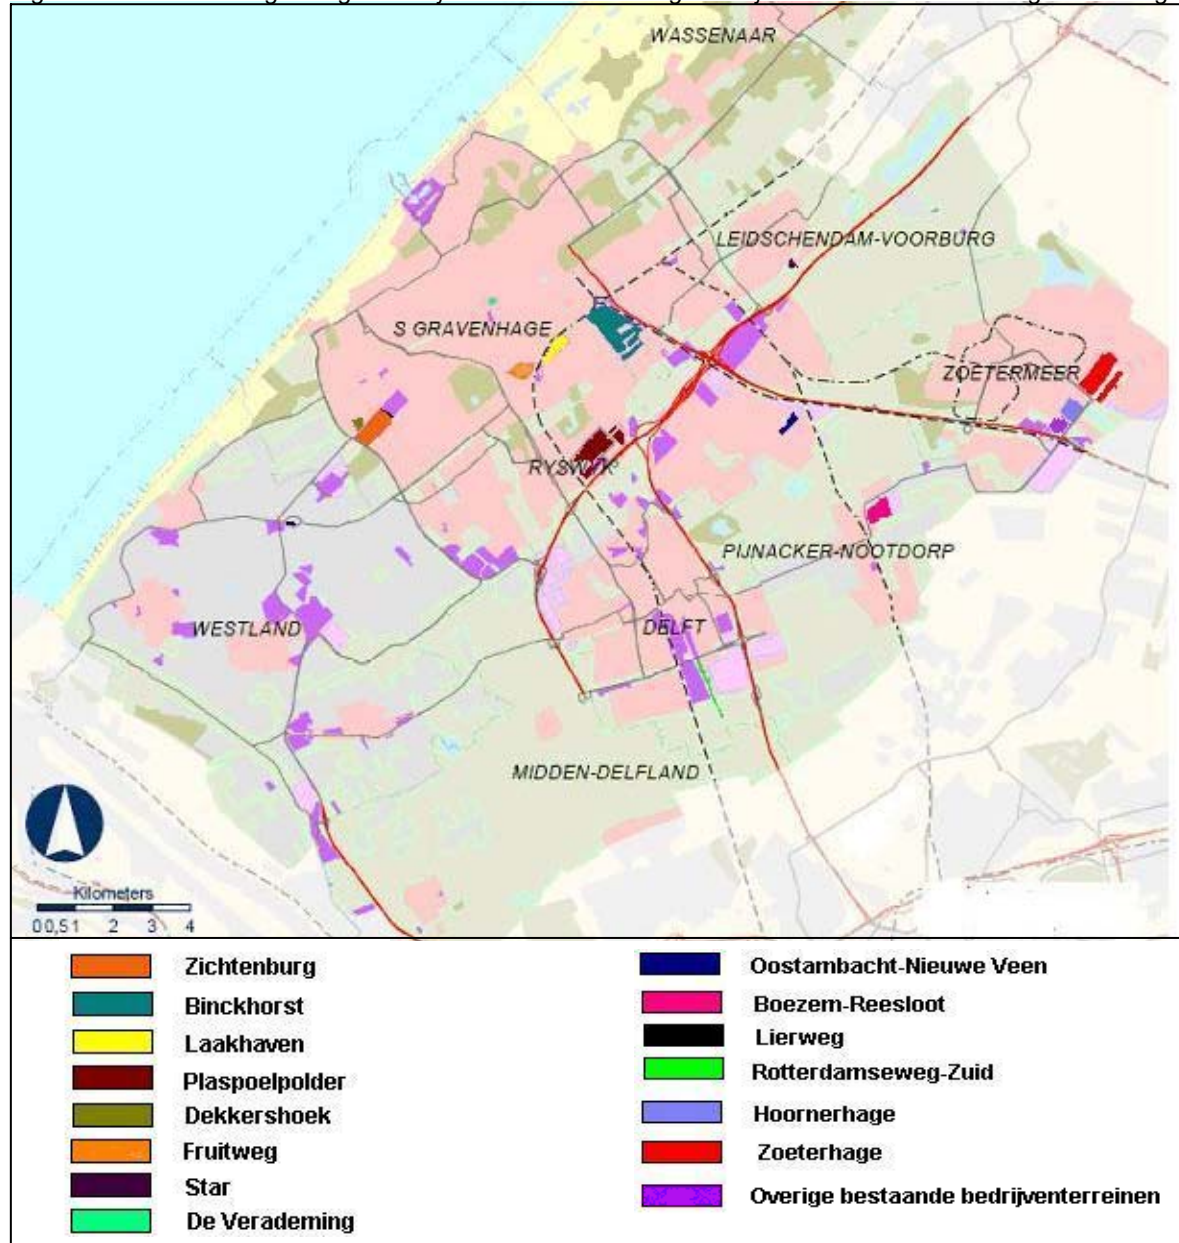 WASSENAAR
LEIDSCHENDAM-VOORBURG
S GRAVENHAGE
ZOETERMEER
RYSWYK
PIJNACKER-NOOTDORP
WESTLAND
DELFT
MIDDEN-DELFLAND
Kilometers
0 0,5 1 2 3 4
Zichtenburg
Binckhorst
Laakhaven
Plaspoelpolder
Dekkershoek
Fruitweg
Star
De Verademing
Oostambacht-Nieuwe Veen
Boezem-Reesloot
Lierweg
Rotterdamseweg-Zuid
Hoornerhage
Zoeterhage
Overige bestaande bedrijventerreinen